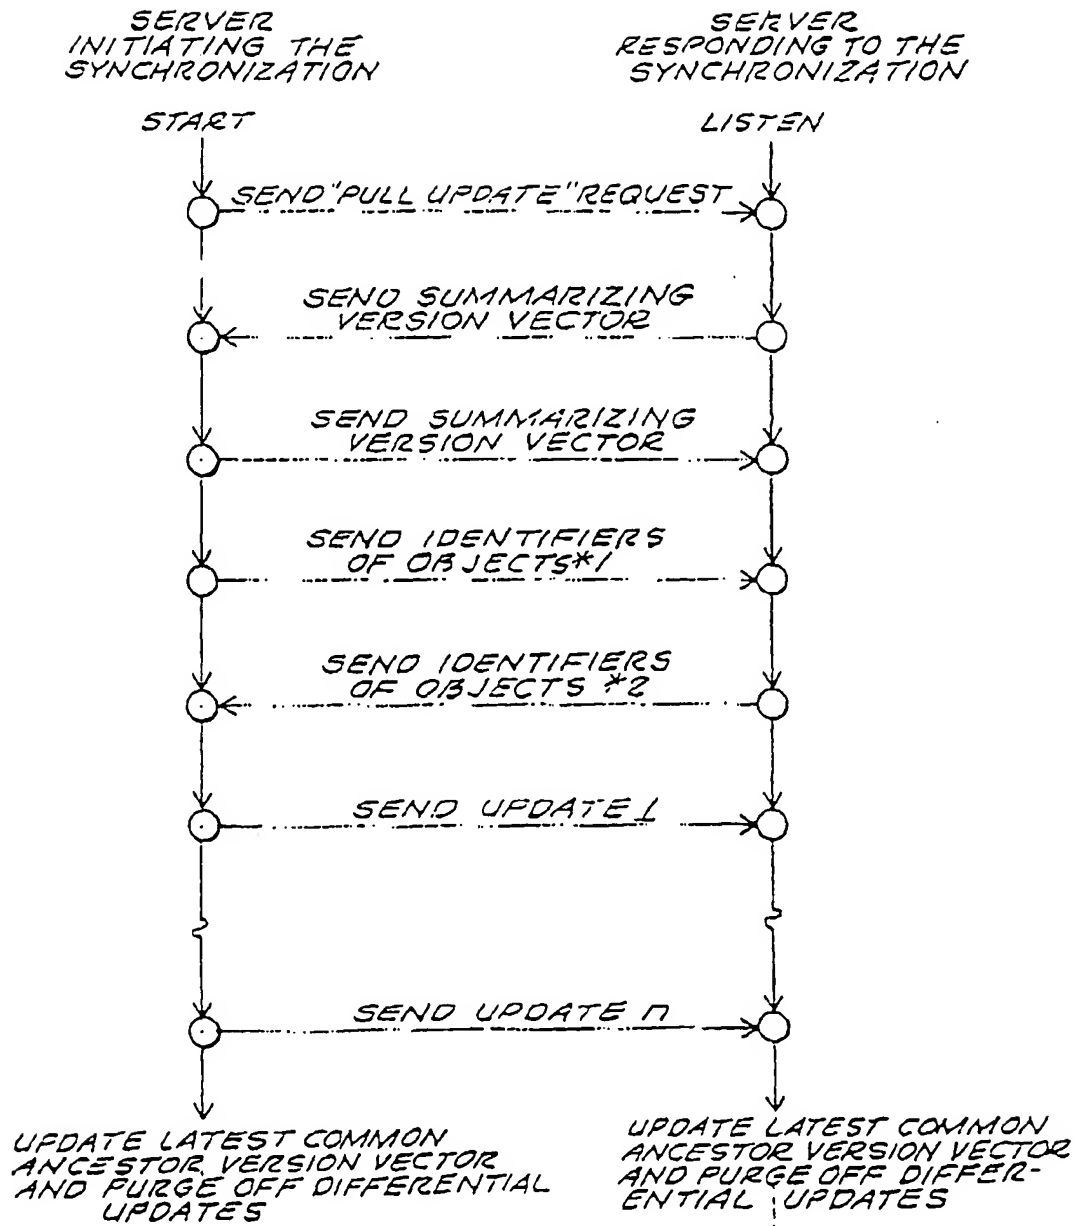 SERVER
INITIATING THE
SYNCHRONIZATION
SERVER
RESPONDING TO THE
SYNCHRONIZATION
START
LISTEN
SEND "PULL UPDATE" REQUEST
SEND SUMMARIZING
VERSION VECTOR
SEND SUMMARIZING
VERSION VECTOR
SEND IDENTIFIERS
OF OBJECTS*1
SEND IDENTIFIERS
OF OBJECTS *2
SEND UPDATE 1
SEND UPDATE n
UPDATE LATEST COMMON
ANCESTOR VERSION VECTOR
AND PURGE OFF DIFFERENTIAL
UPDATES
UPDATE LATEST COMMON
ANCESTOR VERSION VECTOR
AND PURGE OFF DIFFER-
ENTIAL UPDATES